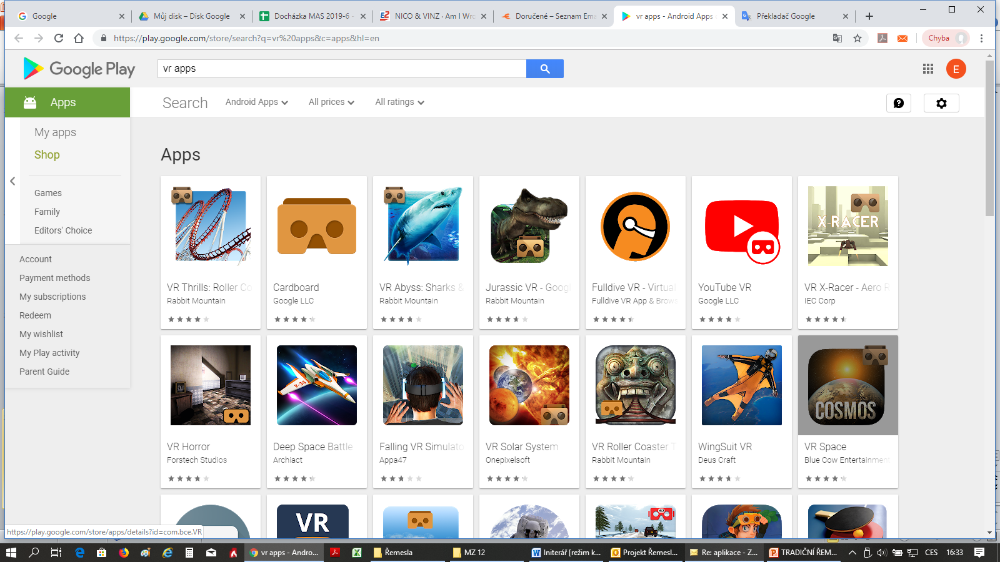 Google
Můj disk – Disk Google
Docházka MAS 2019-6 -
NICO & VINZ · Am I Wro
Doručené – Seznam Ema
vr apps - Android Apps o
Překladač Google
https://play.google.com/store/search?q=vr%20apps&c=apps&hl=en
Chyba
Google Play
vr apps
E
Apps
Search
Android Apps
All prices
All ratings
My apps
Shop
Games
Family
Editors' Choice
Account
Payment methods
My subscriptions
Redeem
My wishlist
My Play activity
Parent Guide
Apps
X-RACER
VR Thrills: Roller Co
Rabbit Mountain
Cardboard
Google LLC
VR Abyss: Sharks &
Rabbit Mountain
Jurassic VR - Goog
Rabbit Mountain
Fulldive VR - Virtual
Fulldive VR App & Brows
YouTube VR
Google LLC
VR X-Racer - Aero R
IEC Corp
V-34
COSMOS
VR Horror
Forstech Studios
Deep Space Battle
Archiact
Falling VR Simulato
Appa47
VR Solar System
Onepixelsoft
VR Roller Coaster T
Rabbit Mountain
WingSuit VR
Deus Craft
VR Space
Blue Cow Entertainment
VR
https://play.google.com/store/apps/details?id=com.bce.VR
vr apps - Andro...
Řemesla
MZ 12
Initerář [režim k...
Projekt Řemesl...
Re: aplikace - Z...
TRADIČNÍ ŘEM...
CES
16:33